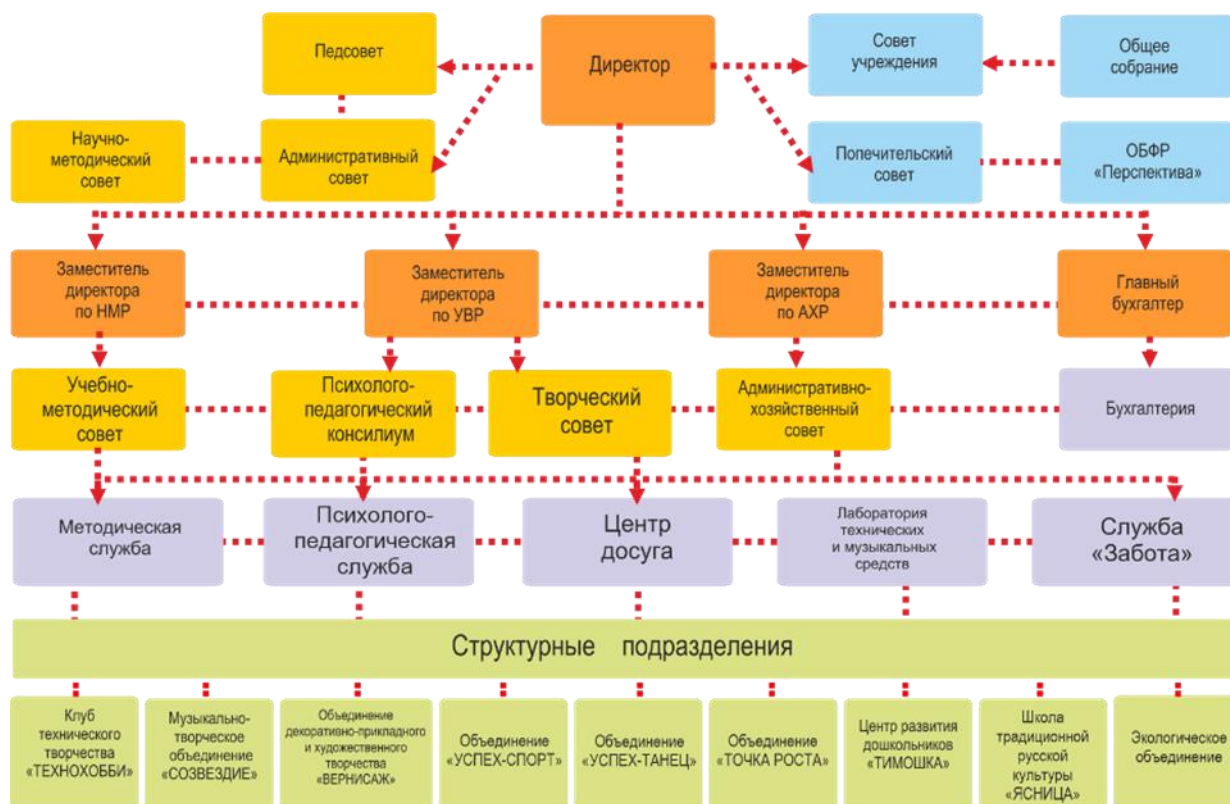 Педсовет
Директор
Совет
учреждения
Общее
собрание
Научно-
методический
совет
Административный
совет
Попечительский
совет
ОБФР
«Перспектива»
Заместитель
директора
по НМР
Заместитель
директора
по УВР
Заместитель
директора
по АХР
Главный
бухгалтер
Учебно-
методический
совет
Психолого-
педагогический
консилиум
Творческий
совет
Административно-
хозяйственный
совет
Бухгалтерия
Методическая
служба
Психолого-
педагогическая
служба
Центр
досуга
Лаборатория
технических
и музыкальных
средств
Служба
«Забота»
Структурные подразделения
Клуб
технического
творчества
«ТЕХНОХОББИ»
Музыкально-
творческое
объединение
«СОЗВЕЗДИЕ»
Объединение
декоративно-прикладного
и художественного
творчества
«ВЕРНИСАЖ»
Объединение
«УСПЕХ-СПОРТ»
Объединение
«УСПЕХ-ТАНЕЦ»
Объединение
«ТОЧКА РОСТА»
Центр развития
дошкольников
«ТИМОШКА»
Школа
традиционной
русской
культуры
«ЯСНИЦА»
Экологическое
объединение